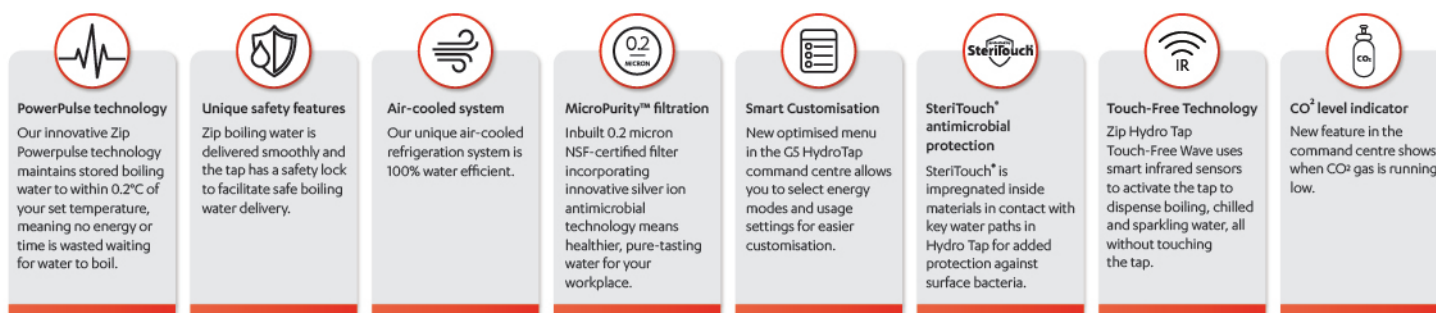 PowerPulse technology
Our innovative Zip
Powerpulse technology
maintains stored boiling
water to within 0.2°C of
your set temperature,
meaning no energy or
time is wasted waiting
for water to boil.
Unique safety features
Zip boiling water is
delivered smoothly and
the tap has a safety lock
to facilitate safe boiling
water delivery.
Air-cooled system
Our unique air-cooled
refrigeration system is
100% water efficient.
0.2
MICRON
MicroPurity™ filtration
Inbuilt 0.2 micron
NSF-certified filter
incorporating
innovative silver ion
antimicrobial
technology means
healthier, pure-tasting
water for your
workplace.
Smart Customisation
New optimised menu
in the G5 HydroTap
command centre allows
you to select energy
modes and usage
settings for easier
customisation.
SteriTouch
SteriTouch®
antimicrobial
protection
SteriTouch® is
impregnated inside
materials in contact with
key water paths in
Hydro Tap for added
protection against
surface bacteria.
IR
Touch-Free Technology
Zip Hydro Tap
Touch-Free Wave uses
smart infrared sensors
to activate the tap to
dispense boiling, chilled
and sparkling water, all
without touching
the tap.
CO₂
CO² level indicator
New feature in the
command centre shows
when CO² gas is running
low.